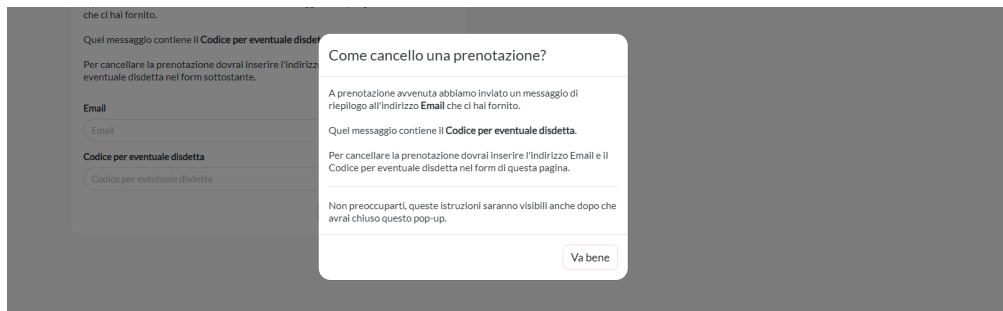 che ci hai fornito.
Quel messaggio contiene il Codice per eventuale disdet
Per cancellare la prenotazione dovrai inserire l'indirizz
eventuale disdetta nel form sottostante.
Email
Email
Codice per eventuale disdetta
Codice per eventuale disdetta
Come cancello una prenotazione?
A prenotazione avvenuta abbiamo inviato un messaggio di
riepilogo all'indirizzo Email che ci hai fornito.
Quel messaggio contiene il Codice per eventuale disdetta.
Per cancellare la prenotazione dovrai inserire l'indirizzo Email e il
Codice per eventuale disdetta nel form di questa pagina.
Non preoccuparti, queste istruzioni saranno visibili anche dopo che
avrai chiuso questo pop-up.
Va bene